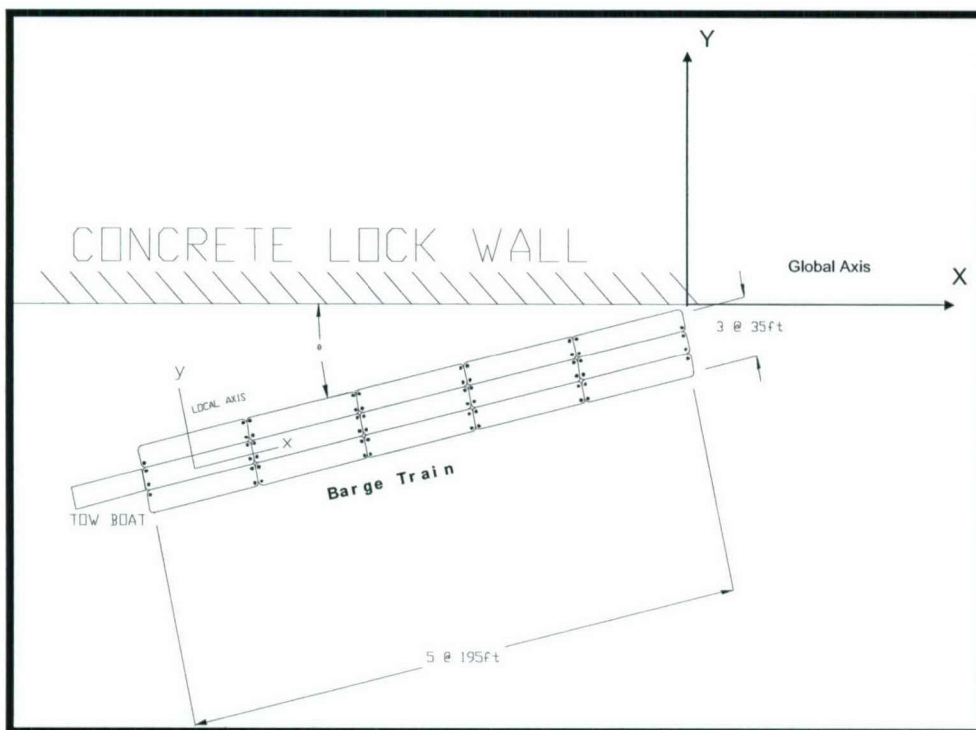 Y
CONCRETE LOCK WALL
Global Axis
X
3 @ 35ft
θ
y
LOCAL AXIS
x
Barge Train
TOW BOAT
5 @ 195ft